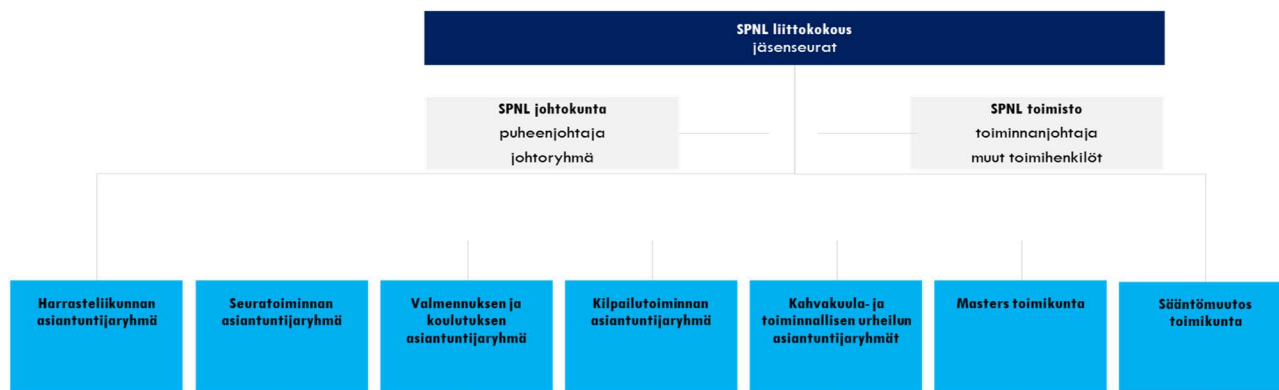 SPNL liittokokous
jäsenseurat
SPNL johtokunta
puheenjohtaja
johtoryhmä
SPNL toimisto
toiminnanjohtaja
muut toimihenkilöt
Harrasteliikunnan
asiantuntijaryhmä
Seuratoiminnan
asiantuntijaryhmä
Valmennuksen ja
koulutuksen
asiantuntijaryhmä
Kilpailutoiminnan
asiantuntijaryhmä
Kahvakuula- ja
toiminnallisen urheilun
asiantuntijaryhmät
Masters toimikunta
Sääntömuutos
toimikunta